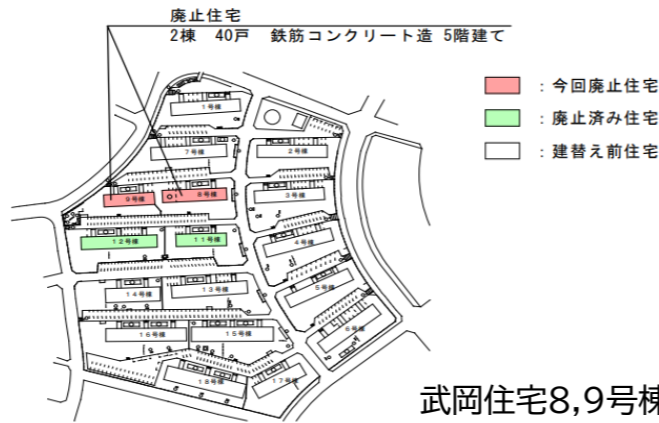 廃止住宅
2棟 40戸 鉄筋コンクリート造 5階建て
：今回廃止住宅
：廃止済み住宅
：建替え前住宅
1号棟
7号棟
2号棟
9号棟
8号棟
3号棟
12号棟
11号棟
4号棟
14号棟
13号棟
5号棟
16号棟
15号棟
6号棟
18号棟
17号棟
武岡住宅8,9号棟